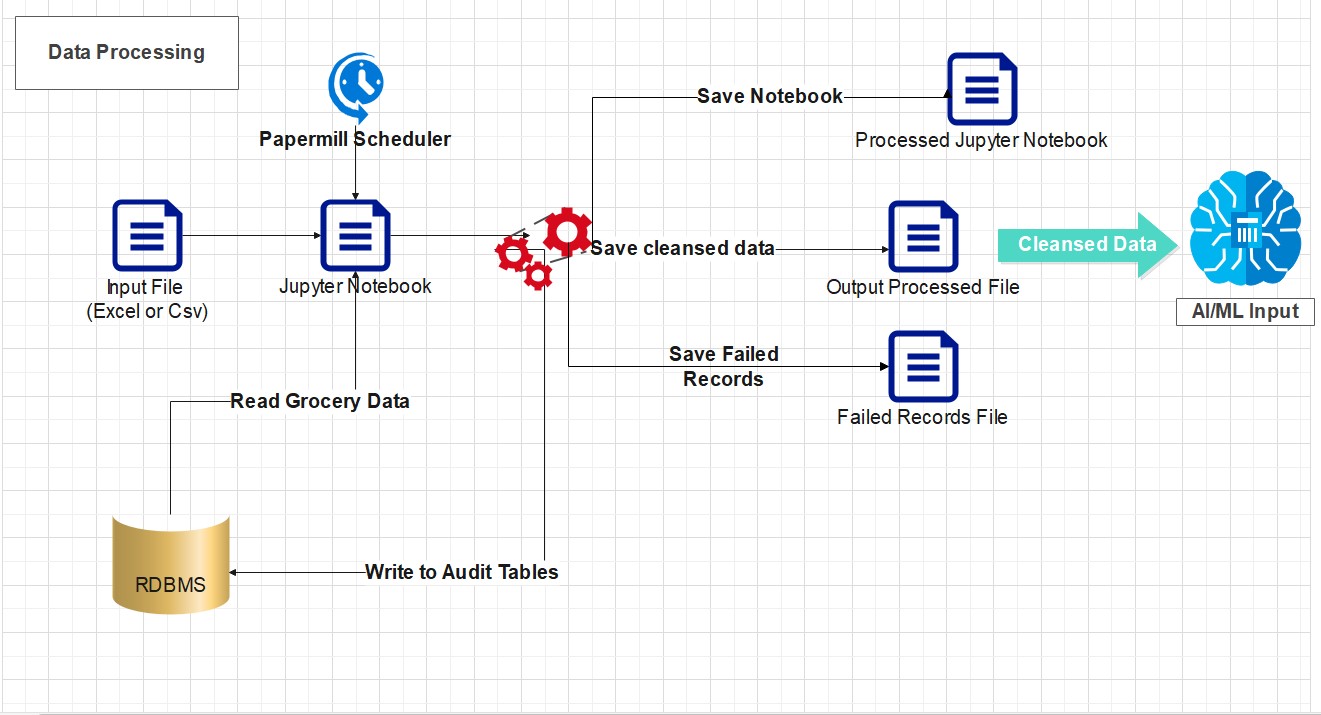 Data Processing
Papermill Scheduler
Save Notebook
Processed Jupyter Notebook
Input File
(Excel or Csv)
Jupyter Notebook
Save cleansed data
Output Processed File
Cleansed Data
AI/ML Input
Save Failed
Records
Failed Records File
Read Grocery Data
RDBMS
Write to Audit Tables